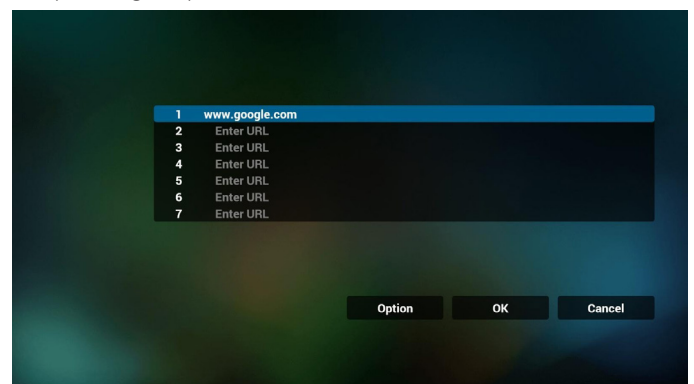 1 www.google.com
2 Enter URL
3 Enter URL
4 Enter URL
5 Enter URL
6 Enter URL
7 Enter URL
Option OK Cancel